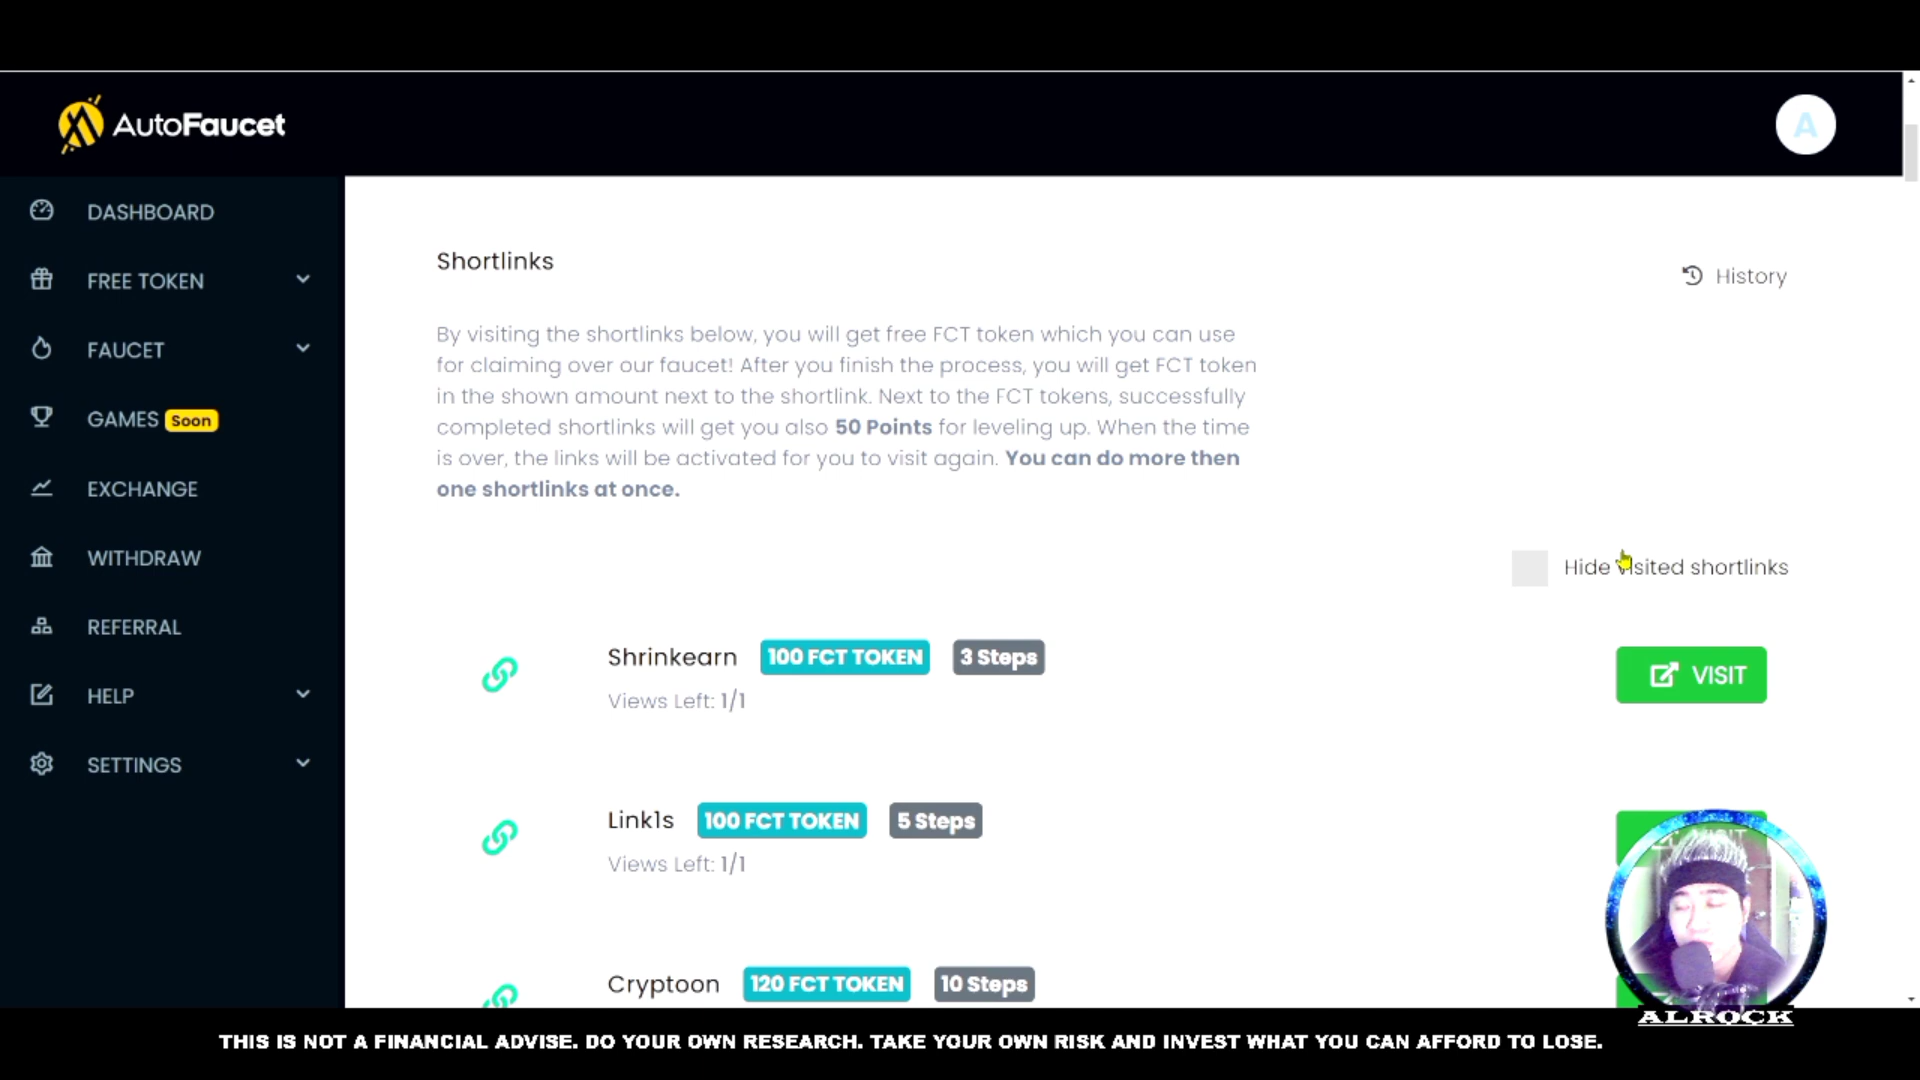 AutoFaucet
A
DASHBOARD
FREE TOKEN
FAUCET
GAMES Soon
EXCHANGE
WITHDRAW
REFERRAL
HELP
SETTINGS
Shortlinks
History
By visiting the shortlinks below, you will get free FCT token which you can use
for claiming over our faucet! After you finish the process, you will get FCT token
in the shown amount next to the shortlink. Next to the FCT tokens, successfully
completed shortlinks will get you also 50 Points for leveling up. When the time
is over, the links will be activated for you to visit again. You can do more then
one shortlinks at once.
Hide visited shortlinks
Shrinkearn 100 FCT TOKEN 3 Steps
Views Left: 1/1
VISIT
Link1s 100 FCT TOKEN 5 Steps
Views Left: 1/1
VISIT
Cryptoon 120 FCT TOKEN 10 Steps
ALROCK
THIS IS NOT A FINANCIAL ADVISE. DO YOUR OWN RESEARCH. TAKE YOUR OWN RISK AND INVEST WHAT YOU CAN AFFORD TO LOSE.